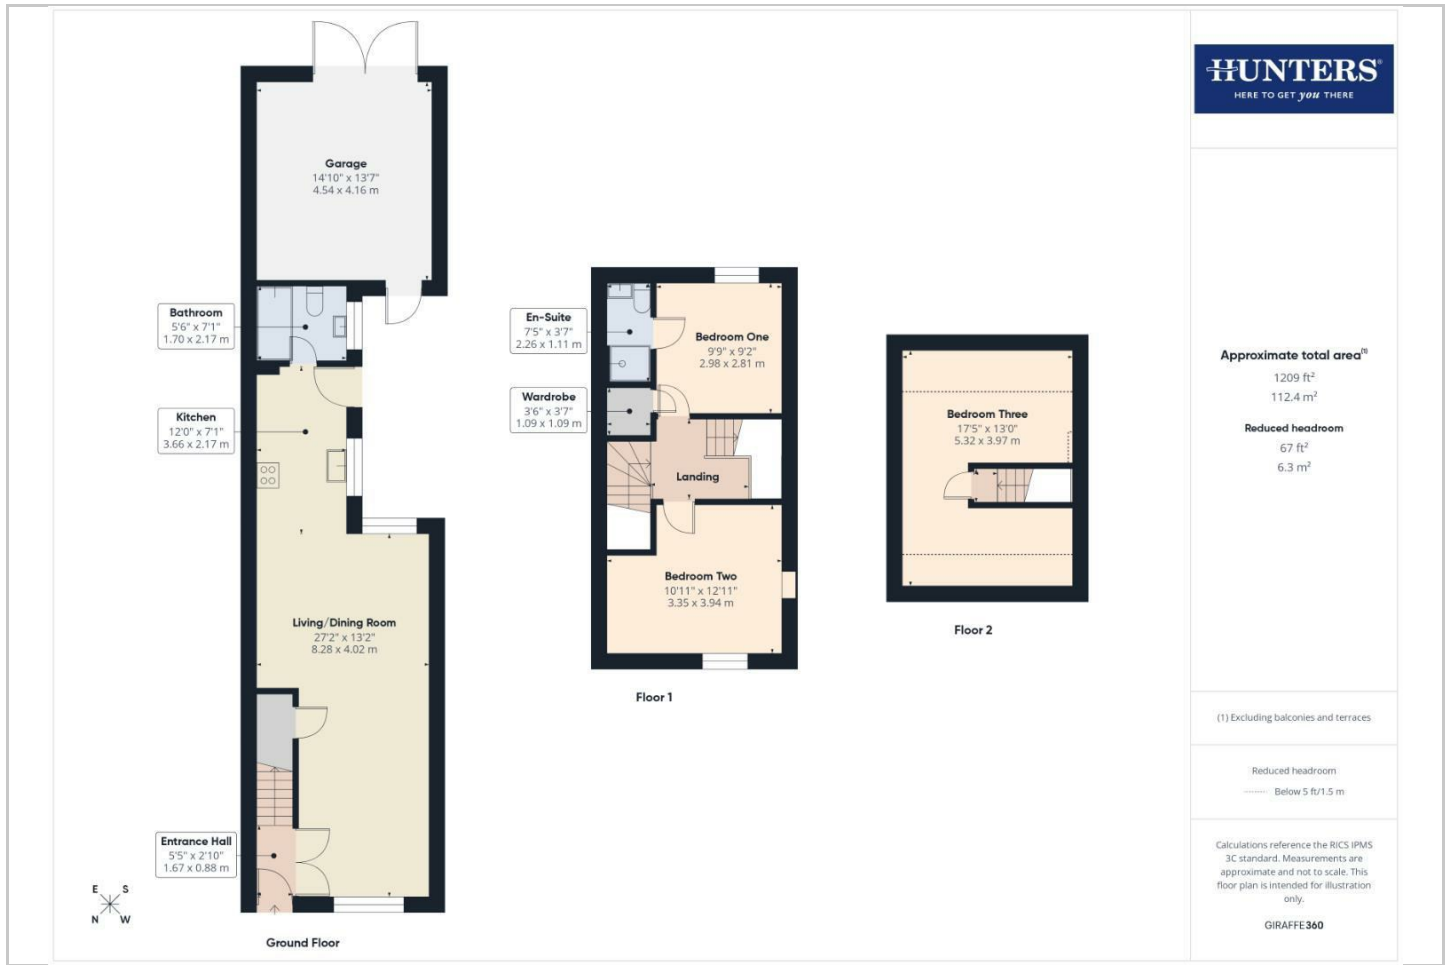 Garage
14'10" x 13'7"
4.54 x 4.16 m
Bathroom
5'6" x 7'1"
1.70 x 2.17 m
Kitchen
12'0" x 7'1"
3.66 x 2.17 m
Living/Dining Room
27'2" x 13'2"
8.28 x 4.02 m
Entrance Hall
5'5" x 2'10"
1.67 x 0.88 m
E S
N W
Ground Floor
En-Suite
7'5" x 3'7"
2.26 x 1.11 m
Bedroom One
9'9" x 9'2"
2.98 x 2.81 m
Wardrobe
3'6" x 3'7"
1.09 x 1.09 m
Landing
Bedroom Two
10'11" x 12'11"
3.35 x 3.94 m
Floor 1
Bedroom Three
17'5" x 13'0"
5.32 x 3.97 m
Floor 2
HUNTERS®
HERE TO GET you THERE
Approximate total area(1)
1209 ft²
112.4 m²
Reduced headroom
67 ft²
6.3 m²
(1) Excluding balconies and terraces
Reduced headroom
Below 5 ft/1.5 m
Calculations reference the RICS IPMS
3C standard. Measurements are
approximate and not to scale. This
floor plan is intended for illustration
only.
GIRAFFE360